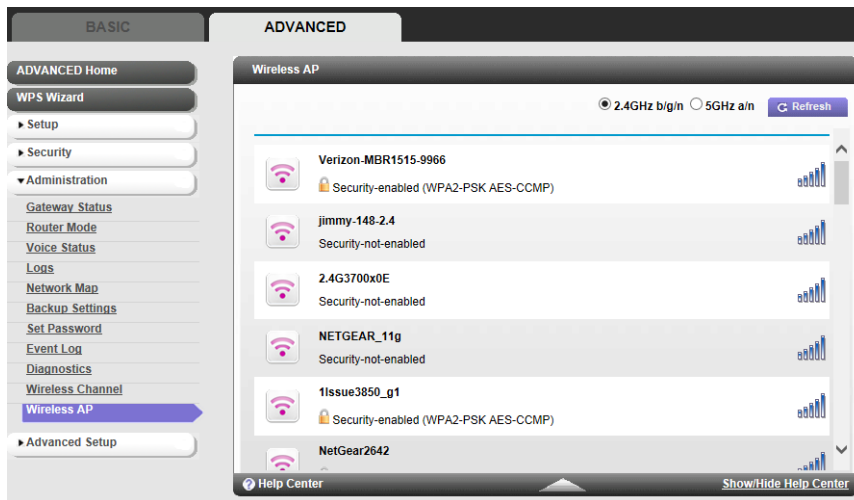 BASIC
ADVANCED
ADVANCED Home
WPS Wizard
Setup
Security
Administration
Gateway Status
Router Mode
Voice Status
Logs
Network Map
Backup Settings
Set Password
Event Log
Diagnostics
Wireless Channel
Wireless AP
Advanced Setup
Wireless AP
2.4GHz b/g/n 5GHz a/n Refresh
Verizon-MBR1515-9966
Security-enabled (WPA2-PSK AES-CCMP)
jimmy-148-2.4
Security-not-enabled
2.4G3700x0E
Security-not-enabled
NETGEAR_11g
Security-not-enabled
1Issue3850_g1
Security-enabled (WPA2-PSK AES-CCMP)
NetGear2642
Help Center Show/Hide Help Center